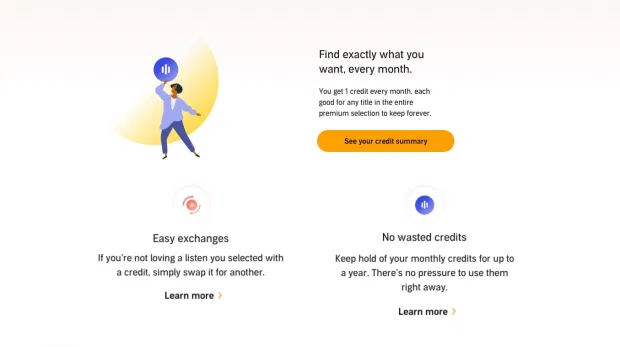 Find exactly what you
want, every month.
You get 1 credit every month, each
good for any title in the entire
premium selection to keep forever.
See your credit summary
Easy exchanges
If you're not loving a listen you selected with
a credit, simply swap it for another.
Learn more >
No wasted credits
Keep hold of your monthly credits for up to
a year. There's no pressure to use them
right away.
Learn more >